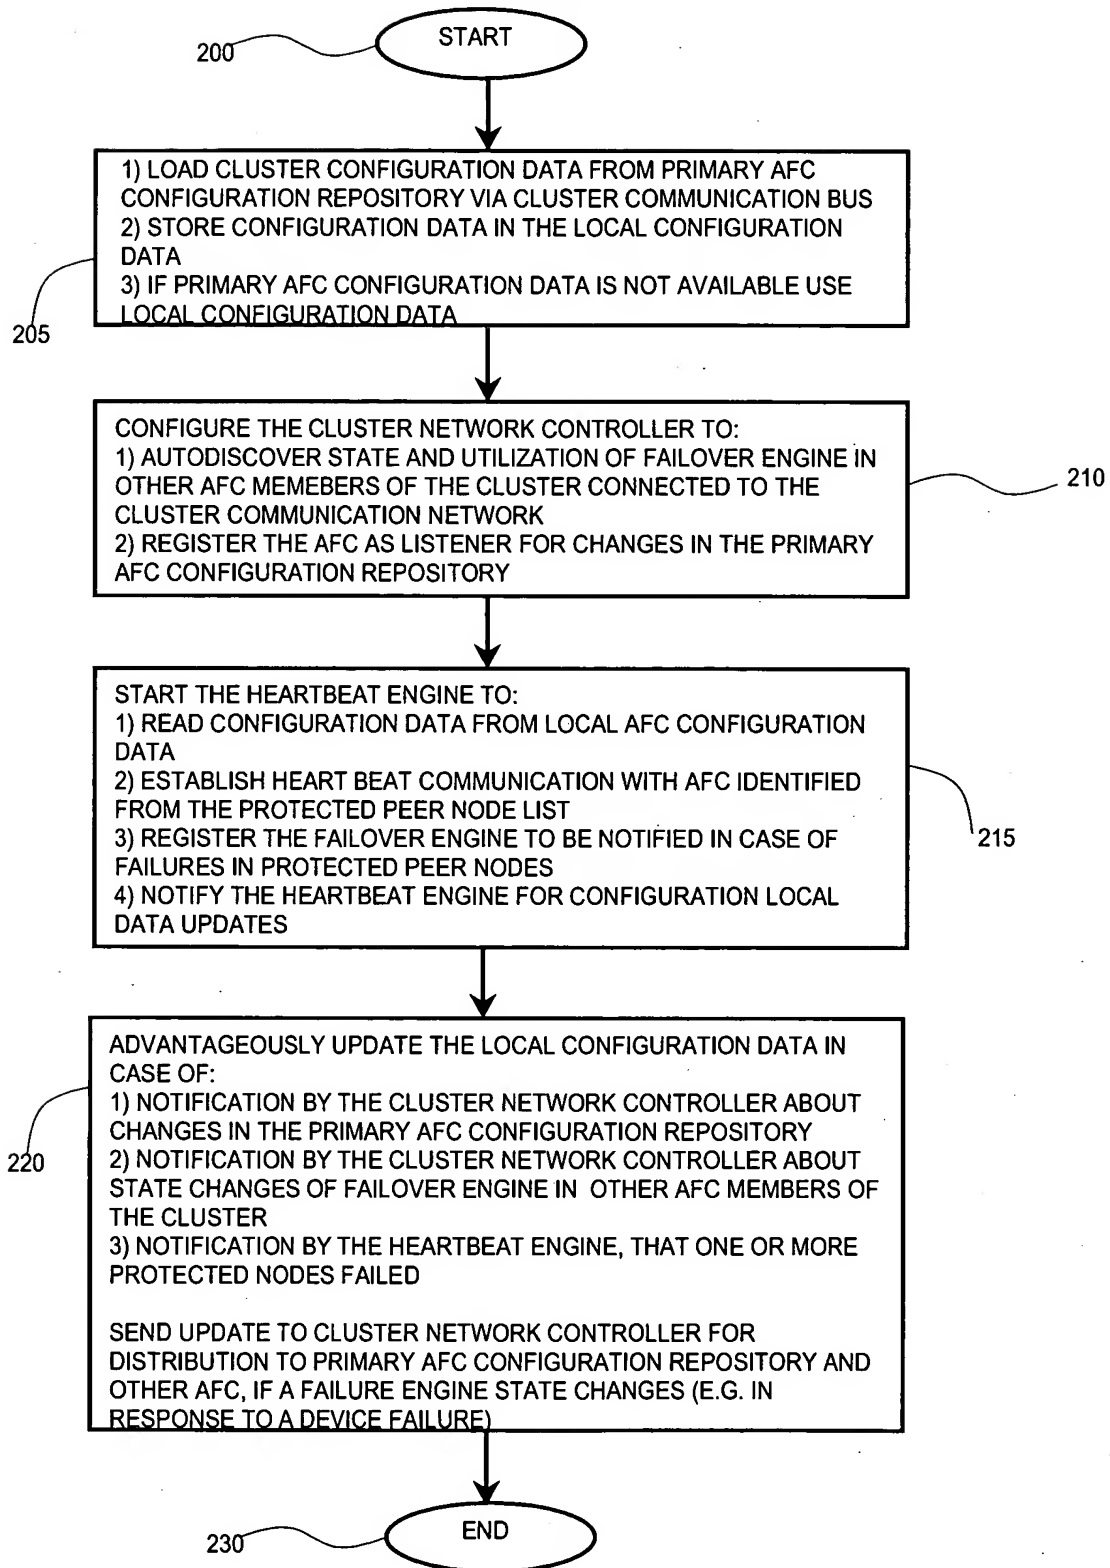 START
200
1) LOAD CLUSTER CONFIGURATION DATA FROM PRIMARY AFC
CONFIGURATION REPOSITORY VIA CLUSTER COMMUNICATION BUS
2) STORE CONFIGURATION DATA IN THE LOCAL CONFIGURATION
DATA
3) IF PRIMARY AFC CONFIGURATION DATA IS NOT AVAILABLE USE
LOCAL CONFIGURATION DATA
205
CONFIGURE THE CLUSTER NETWORK CONTROLLER TO:
1) AUTODISCOVER STATE AND UTILIZATION OF FAILOVER ENGINE IN
OTHER AFC MEMEBERS OF THE CLUSTER CONNECTED TO THE
CLUSTER COMMUNICATION NETWORK
2) REGISTER THE AFC AS LISTENER FOR CHANGES IN THE PRIMARY
AFC CONFIGURATION REPOSITORY
210
START THE HEARTBEAT ENGINE TO:
1) READ CONFIGURATION DATA FROM LOCAL AFC CONFIGURATION
DATA
2) ESTABLISH HEART BEAT COMMUNICATION WITH AFC IDENTIFIED
FROM THE PROTECTED PEER NODE LIST
3) REGISTER THE FAILOVER ENGINE TO BE NOTIFIED IN CASE OF
FAILURES IN PROTECTED PEER NODES
4) NOTIFY THE HEARTBEAT ENGINE FOR CONFIGURATION LOCAL
DATA UPDATES
215
ADVANTAGEOUSLY UPDATE THE LOCAL CONFIGURATION DATA IN
CASE OF:
1) NOTIFICATION BY THE CLUSTER NETWORK CONTROLLER ABOUT
CHANGES IN THE PRIMARY AFC CONFIGURATION REPOSITORY
2) NOTIFICATION BY THE CLUSTER NETWORK CONTROLLER ABOUT
STATE CHANGES OF FAILOVER ENGINE IN OTHER AFC MEMBERS OF
THE CLUSTER
3) NOTIFICATION BY THE HEARTBEAT ENGINE, THAT ONE OR MORE
PROTECTED NODES FAILED
SEND UPDATE TO CLUSTER NETWORK CONTROLLER FOR
DISTRIBUTION TO PRIMARY AFC CONFIGURATION REPOSITORY AND
OTHER AFC, IF A FAILURE ENGINE STATE CHANGES (E.G. IN
RESPONSE TO A DEVICE FAILURE)
220
END
230